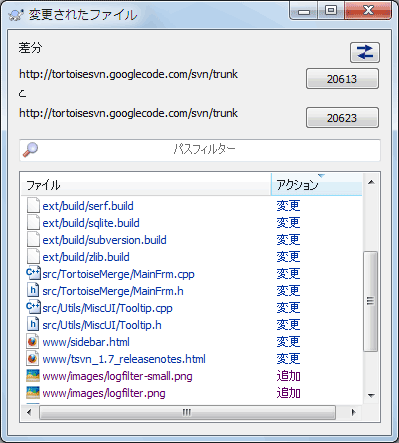 変更されたファイル
差分
http://tortoisesvn.googlecode.com/svn/trunk
20613
と
http://tortoisesvn.googlecode.com/svn/trunk
20623
パスフィルター
ファイル アクション
ext/build/serf.build 変更
ext/build/sqlite.build 変更
ext/build/subversion.build 変更
ext/build/zlib.build 変更
src/TortoiseMerge/MainFrm.cpp 変更
src/TortoiseMerge/MainFrm.h 変更
src/Utils/MiscUI/Tooltip.cpp 変更
src/Utils/MiscUI/Tooltip.h 変更
www/sidebar.html 変更
www/tsvn_1.7_releasenotes.html 変更
www/images/logfilter-small.png 追加
www/images/logfilter.png 追加